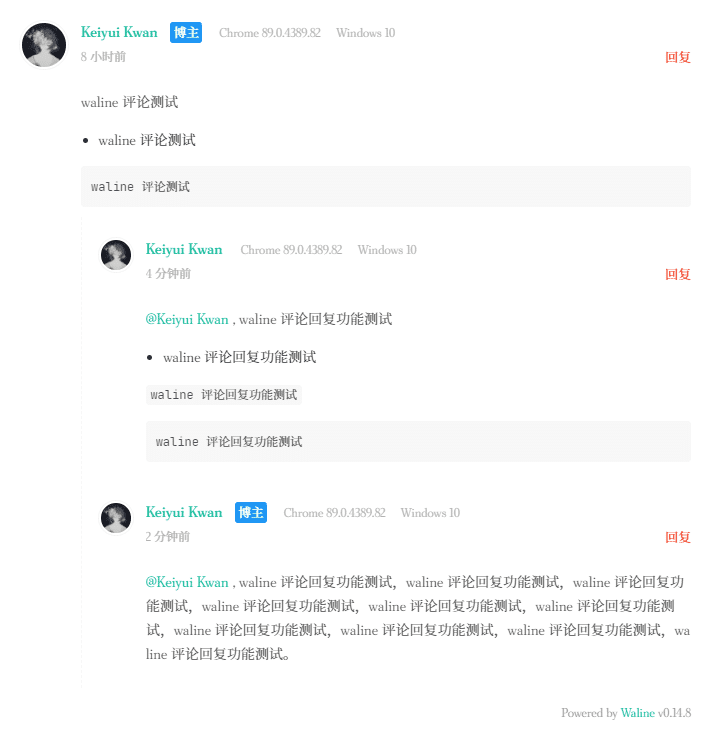 Keiyui Kwan 博主 Chrome 89.0.4389.82 Windows 10
8 小时前 回复
waline 评论测试
• waline 评论测试
waline 评论测试
Keiyui Kwan Chrome 89.0.4389.82 Windows 10
4 分钟前 回复
@Keiyui Kwan , waline 评论回复功能测试
• waline 评论回复功能测试
waline 评论回复功能测试
waline 评论回复功能测试
Keiyui Kwan 博主 Chrome 89.0.4389.82 Windows 10
2 分钟前 回复
@Keiyui Kwan , waline 评论回复功能测试，waline 评论回复功能测试，waline 评论回复功
能测试，waline 评论回复功能测试，waline 评论回复功能测试，waline 评论回复功能测
试，waline 评论回复功能测试，waline 评论回复功能测试，waline 评论回复功能测试，wa
line 评论回复功能测试。
Powered by Waline v0.14.8